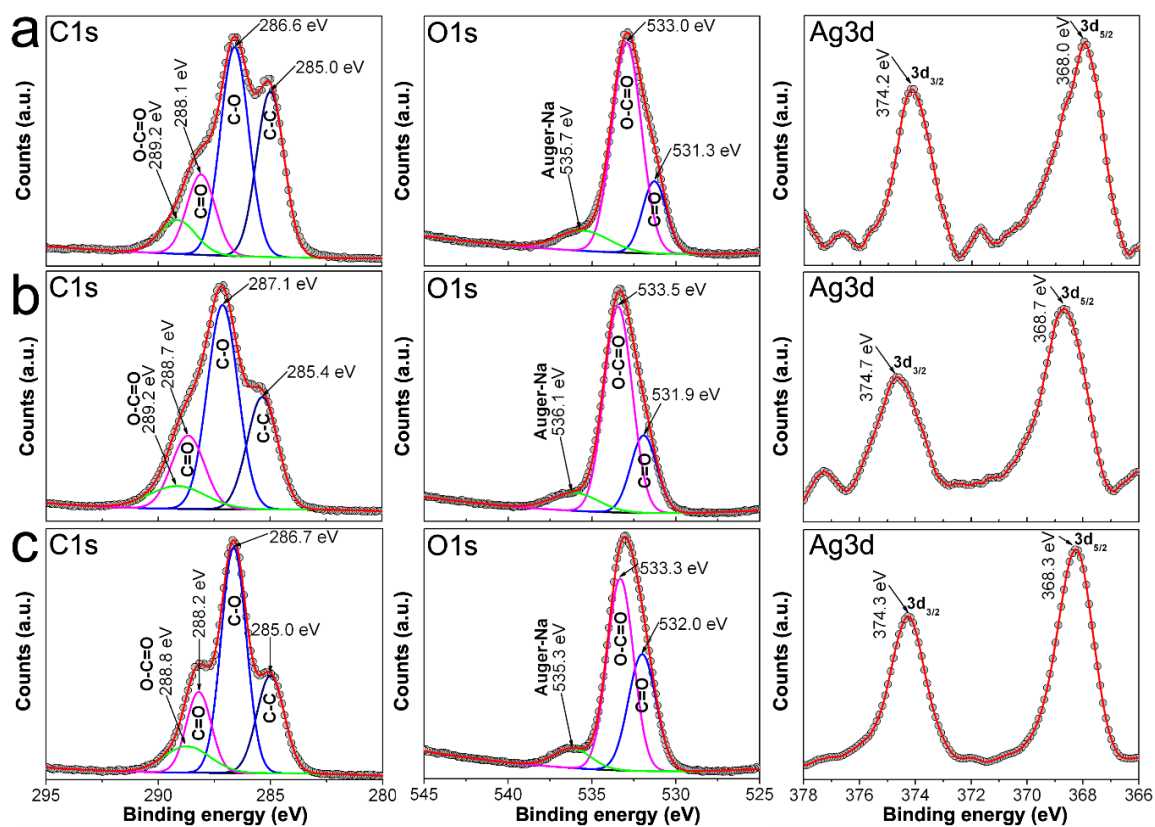 a
C1s
286.6 eV
285.0 eV
288.1 eV
O-C=O
289.2 eV
C=O
C-O
C-C
Counts (a.u.)
O1s
533.0 eV
O-C=O
531.3 eV
C=O
Auger-Na
535.7 eV
Counts (a.u.)
Ag3d
374.2 eV
3d3/2
368.0 eV
3d5/2
Counts (a.u.)
b
C1s
287.1 eV
285.4 eV
288.7 eV
O-C=O
289.2 eV
C=O
C-O
C-C
Counts (a.u.)
O1s
533.5 eV
O-C=O
531.9 eV
C=O
Auger-Na
536.1 eV
Counts (a.u.)
Ag3d
374.7 eV
3d3/2
368.7 eV
3d5/2
Counts (a.u.)
c
C1s
286.7 eV
285.0 eV
288.2 eV
O-C=O
288.8 eV
C=O
C-O
C-C
Counts (a.u.)
295 290 285 280
Binding energy (eV)
O1s
533.3 eV
O-C=O
532.0 eV
C=O
Auger-Na
535.3 eV
Counts (a.u.)
545 540 535 530 525
Binding energy (eV)
Ag3d
374.3 eV
3d3/2
368.3 eV
3d5/2
Counts (a.u.)
378 376 374 372 370 368 366
Binding energy (eV)